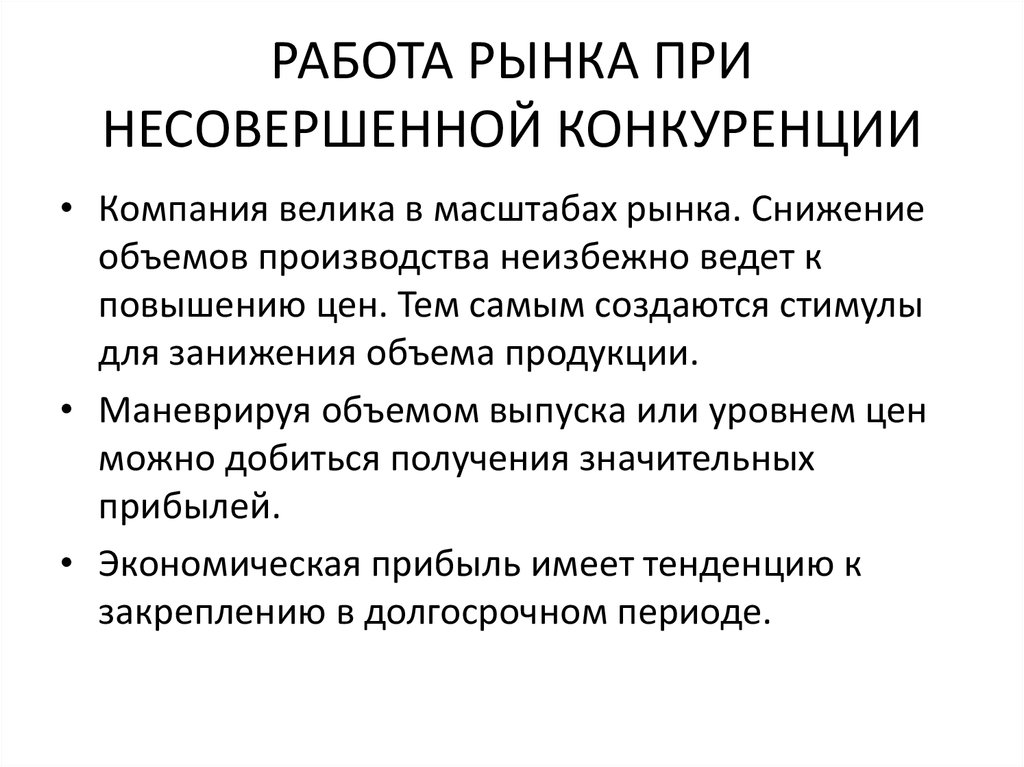 РАБОТА РЫНКА ПРИ
НЕСОВЕРШЕННОЙ КОНКУРЕНЦИИ
• Компания велика в масштабах рынка. Снижение
объемов производства неизбежно ведет к
повышению цен. Тем самым создаются стимулы
для занижения объема продукции.
• Маневрируя объемом выпуска или уровнем цен
можно добиться получения значительных
прибылей.
• Экономическая прибыль имеет тенденцию к
закреплению в долгосрочном периоде.